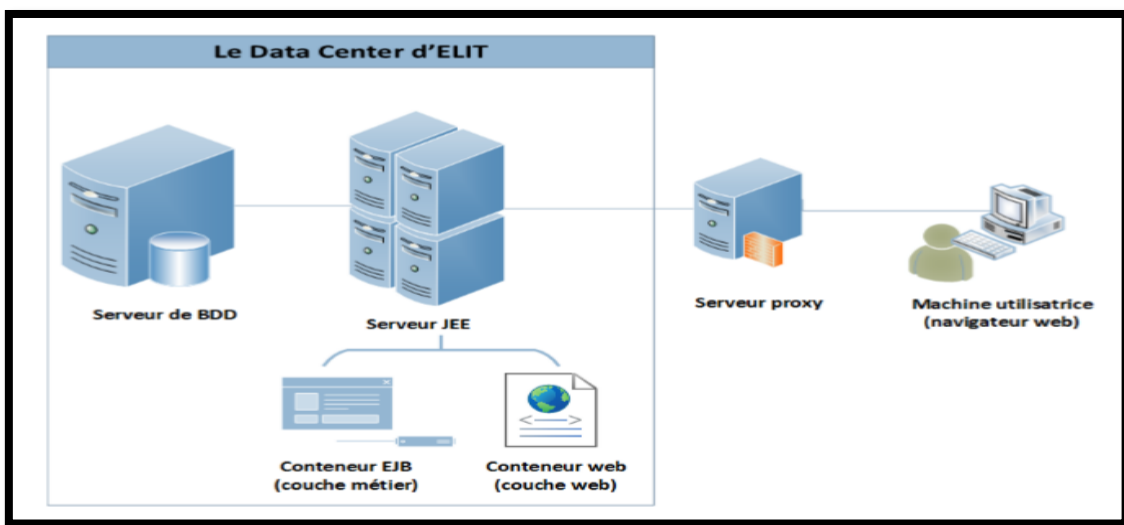 Le Data Center d'ELIT
Serveur de BDD
Serveur JEE
Serveur proxy
Machine utilisatrice
(navigateur web)
Conteneur EJB
(couche métier)
Conteneur web
(couche web)